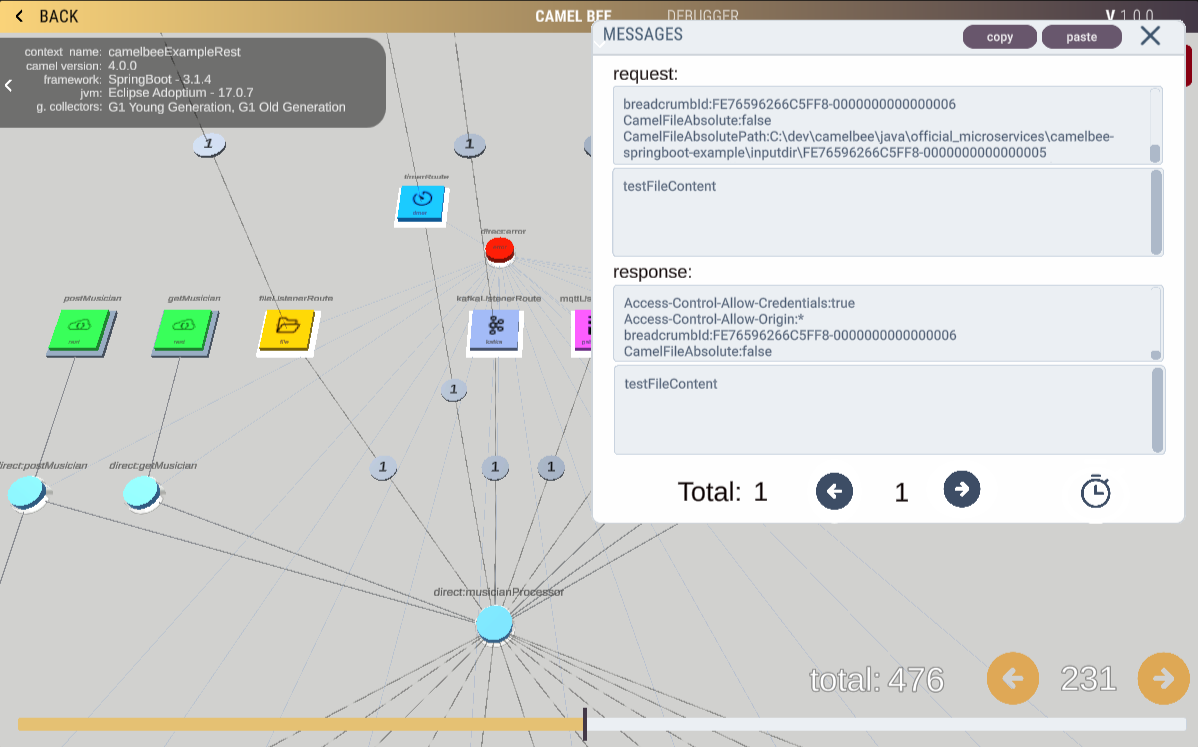 BACK
CAMEL BEE
DEBUGGER
V 1.0.0
context name: camelbeeExampleRest
camel version: 4.0.0
framework: SpringBoot - 3.1.4
jvm: Eclipse Adoptium - 17.0.7
g. collectors: G1 Young Generation, G1 Old Generation
MESSAGES
copy
paste
request:
breadcrumbId:FE76596266C5FF8-0000000000000006
CamelFileAbsolute:false
CamelFileAbsolutePath:C:\dev\camelbee\java\official_microservices\camelbee-
springboot-example\inputdir\FE76596266C5FF8-0000000000000005
testFileContent
response:
Access-Control-Allow-Credentials:true
Access-Control-Allow-Origin:*
breadcrumbId:FE76596266C5FF8-0000000000000006
CamelFileAbsolute:false
testFileContent
Total: 1
1
1
1
timerRoute
timer
direct:error
postMusician
getMusician
fileListenerRoute
kafkaListenerRoute
mqttLis
rest
rest
file
kafka
1
1
1
1
direct:postMusician
direct:getMusician
direct:musicianProcessor
total: 476
231